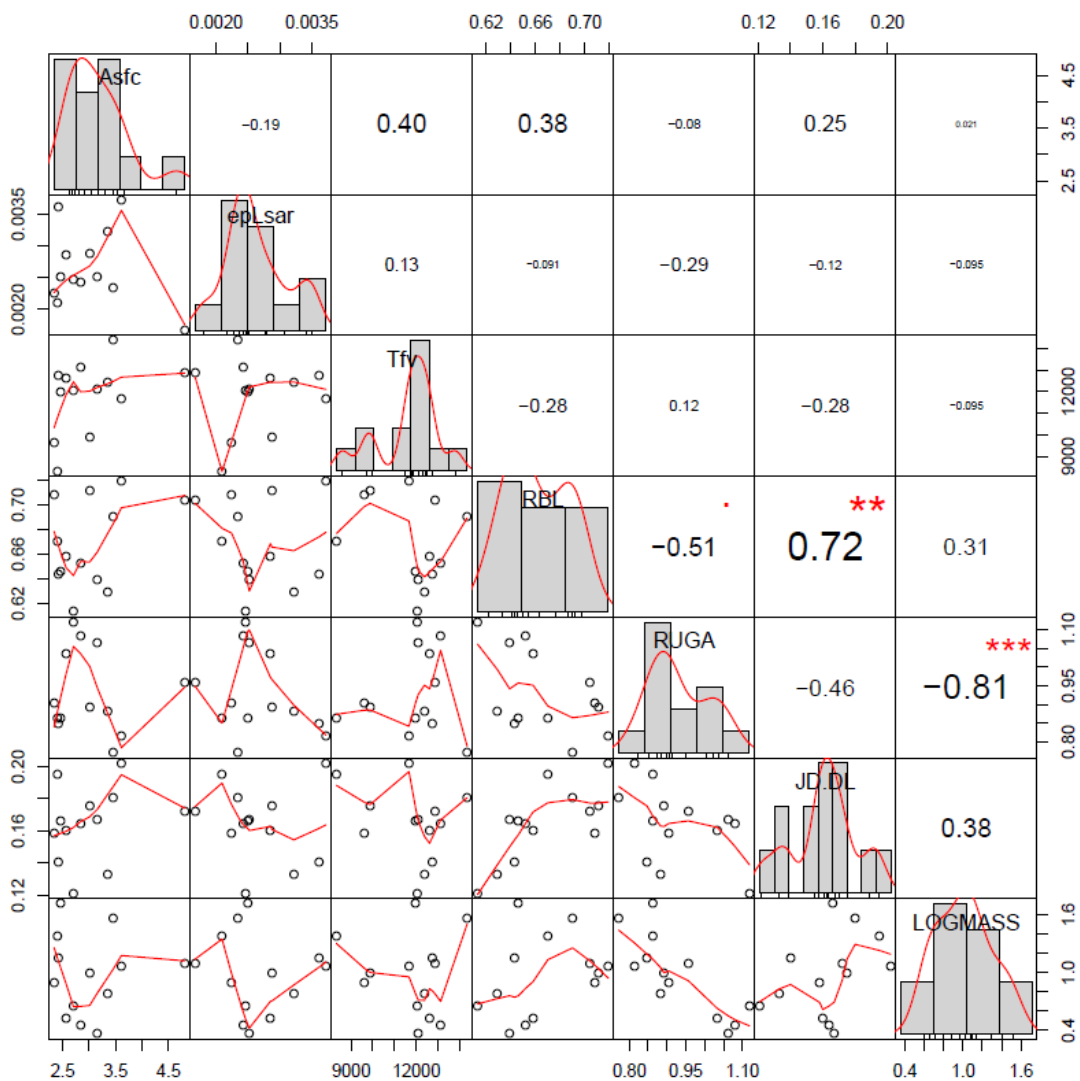 0.0020 0.0035 0.62 0.66 0.70 0.12 0.16 0.20
Asfc −0.19 0.40 0.38 −0.08 0.25 0.021
2.5 3.5 4.5
0.0020 0.0035
epLsar 0.13 −0.091 −0.29 −0.12 −0.095
Tfv −0.28 0.12 −0.28 −0.095
9000 12000
0.62 0.66 0.70
RBL −0.51 . 0.72 ** 0.31
RUGA −0.46 −0.81 ***
0.80 0.95 1.10
0.12 0.16 0.20
JD.DL 0.38
LOGMASS
0.4 1.0 1.6
2.5 3.5 4.5 9000 12000 0.80 0.95 1.10 0.4 1.0 1.6